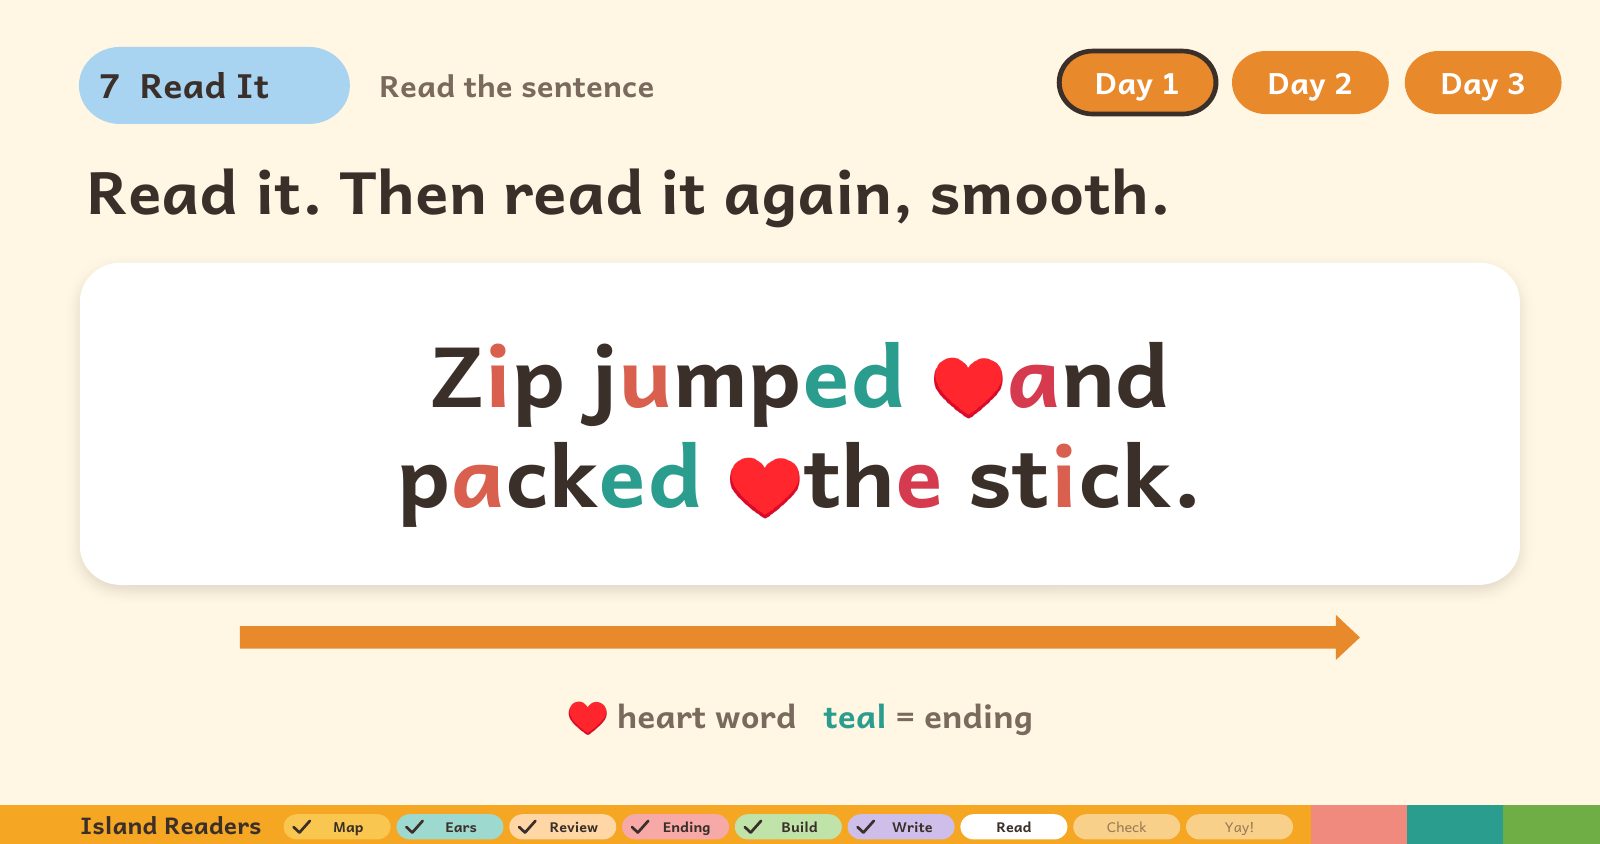 7 Read It
Read the sentence
Day 1
Day 2
Day 3
Read it. Then read it again, smooth.
Zip jumped ❤️and
packed ❤️the stick.
❤️ heart word teal = ending
Island Readers
✓ Map
✓ Ears
✓ Review
✓ Ending
✓ Build
✓ Write
Read
Check
Yay!